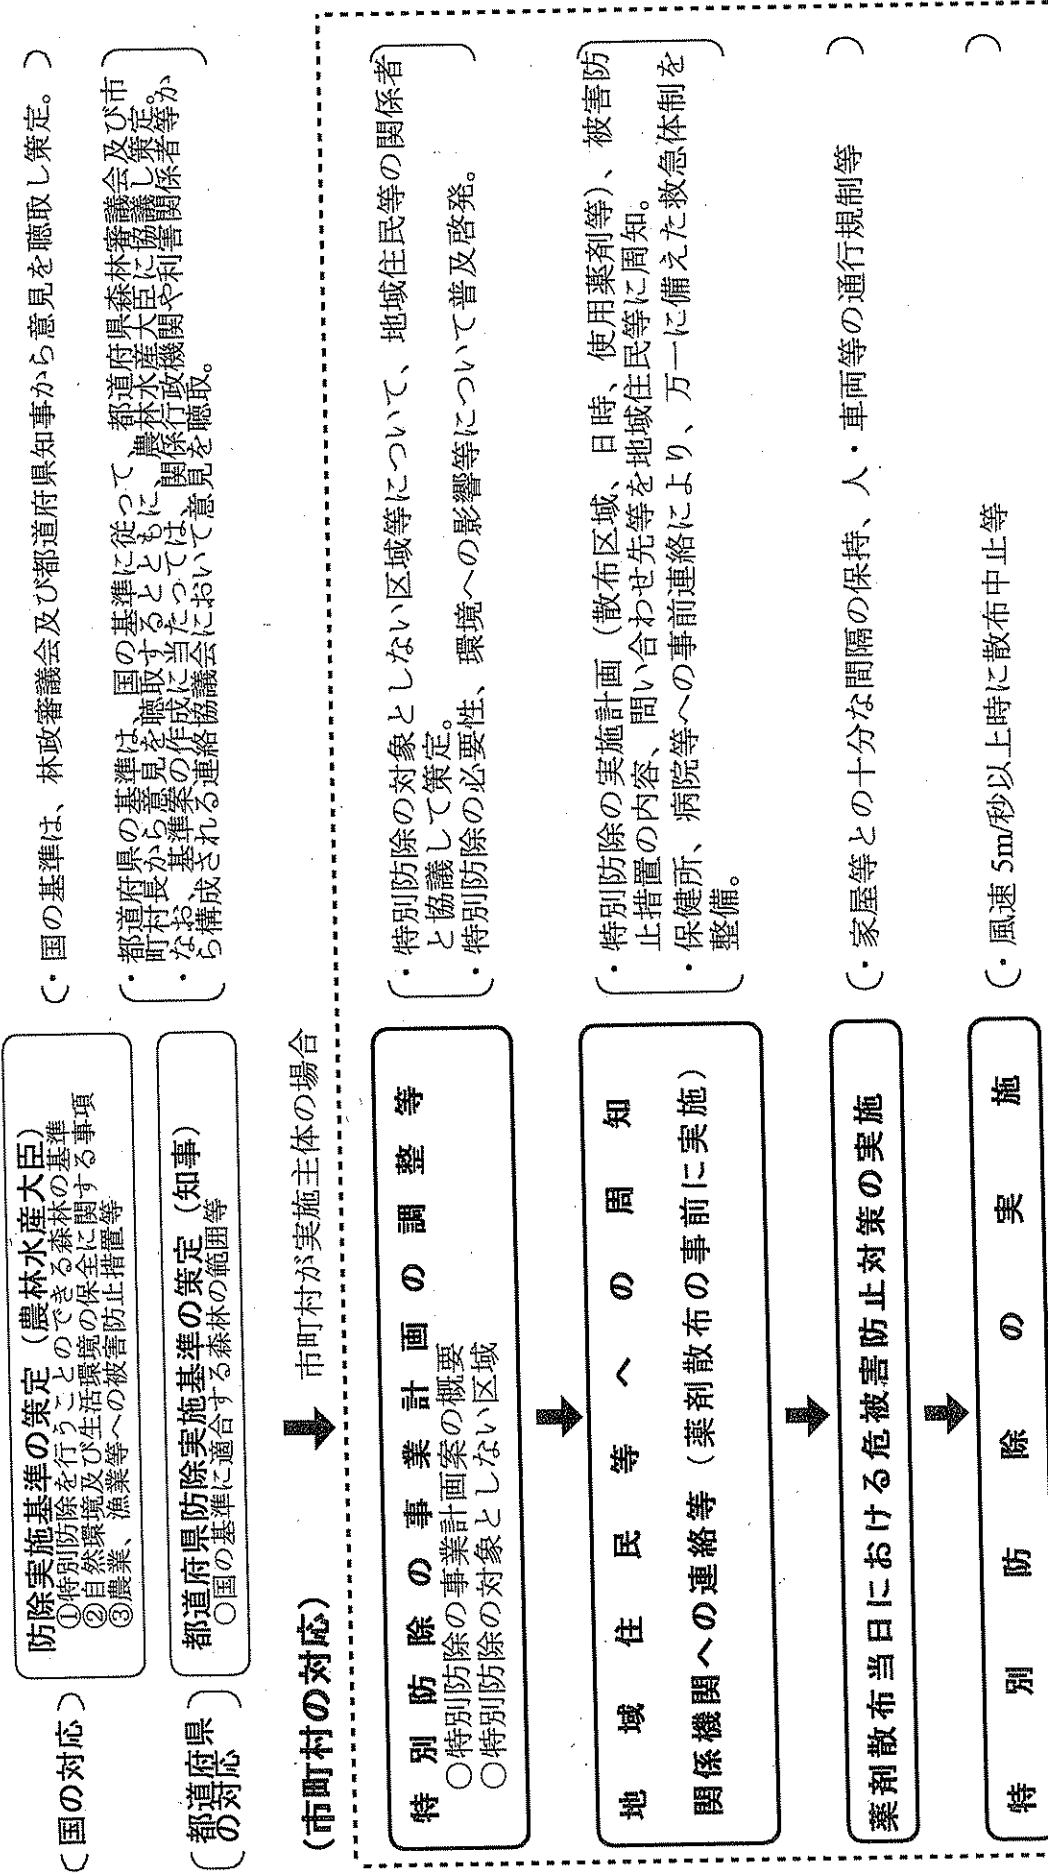 (国の対応)
防除実施基準の策定（農林水産大臣）
①特別防除を行うことのできる森林の基準
②自然環境及び生活環境の保全に関する事項
③農業、漁業等への被害防止措置等
(・国の基準は、林政審議会及び都道府県知事から意見を聴取し策定。)
(都道府県
の対応)
都道府県防除実施基準の策定（知事）
○国の基準に適合する森林の範囲等
・都道府県の基準は、国の基準に従って、都道府県森林審議会及び市
町村長から意見を聴取するとともに、農林水産大臣に協議し策定。
・なお、基準案の作成に当たっては、関係行政機関や利害関係者等か
ら構成される連絡協議会において意見を聴取。
(市町村の対応)
市町村が実施主体の場合
特別防除の事業計画の調整等
○特別防除の事業計画案の概要
○特別防除の対象としない区域
・特別防除の対象としない区域等について、地域住民等の関係者
と協議して策定。
・特別防除の必要性、環境への影響等について普及啓発。
地域住民等への周知
関係機関への連絡等（薬剤散布の事前に実施）
・特別防除の実施計画（散布区域、日時、使用薬剤等）、被害防
止措置の内容、問い合わせ先等を地域住民等に周知。
・保健所、病院等への事前連絡により、万一に備えた救急体制を
整備。
薬剤散布当日における危被害防止対策の実施
(・家屋等との十分な間隔の保持、人・車両等の通行規制等)
特別防除の実施
(・風速 5m/秒以上時に散布中止等)